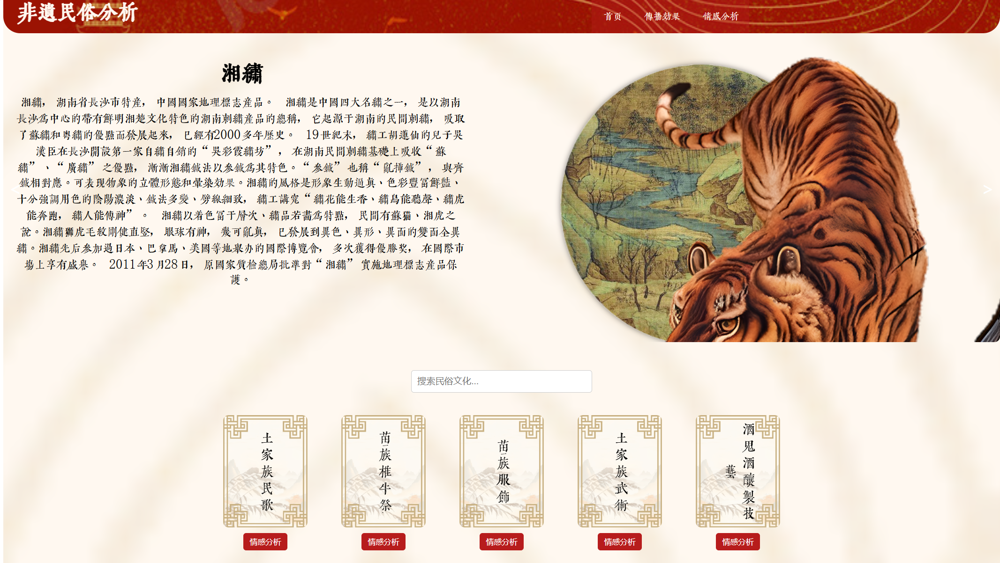 非遺民俗分析
首页 傳播効果 情感分析
湘繡
湘繡， 湖南省長沙市特産， 中國國家地理標志産品。 湘繡是中國四大名繡之一， 是以湖南
長沙爲中心的帶有鮮明湘楚文化特色的湖南刺繡産品的總稱， 它起源于湖南的民間刺繡， 吸取
了蘇繡和粤繡的優點而發展起來， 已經有2000多年歷史。 19世紀末， 繡工胡蓮仙的兒子吳
漢臣在長沙開設第一家自繡自銷的“吳彩霞繡坊”， 在湖南民間刺繡基礎上吸收“蘇
繡”、“廣繡”之優點， 漸漸湘繡鍼法以参鍼爲其特色。“参鍼”也稱“亂挿鍼”， 與齊
鍼相對應。可表现物象的立體形態和暈染効果。湘繡的風格是形象生動逼真、色彩豐富鮮豔、
十分強調用色的陰陽濃淡、鍼法多變、劈線細致， 繡工講究“繡花能生香、繡鳥能聽聲、繡虎
能奔跑， 繡人能傳神”。 湘繡以着色富于層次、繡品若畵爲特點， 民間有蘇猫、湘虎之
說。湘繡獅虎毛紋剛健直竪， 眼球有神， 幾可亂真， 已發展到異色、異形、異面的雙面全異
繡。湘繡先后参加過日本、巴拿馬、美國等地舉办的國際博覽會， 多次獲得優勝奖， 在國際市
塲上享有盛譽。 2011年3月28日， 原國家質檢總局批準對“湘繡”實施地理標志産品保
護。
<
>
搜索民俗文化...
土家族民歌
苗族椎牛祭
苗族服飾
土家族武術
酒鬼酒釀製技
藝
情感分析 情感分析 情感分析 情感分析 情感分析